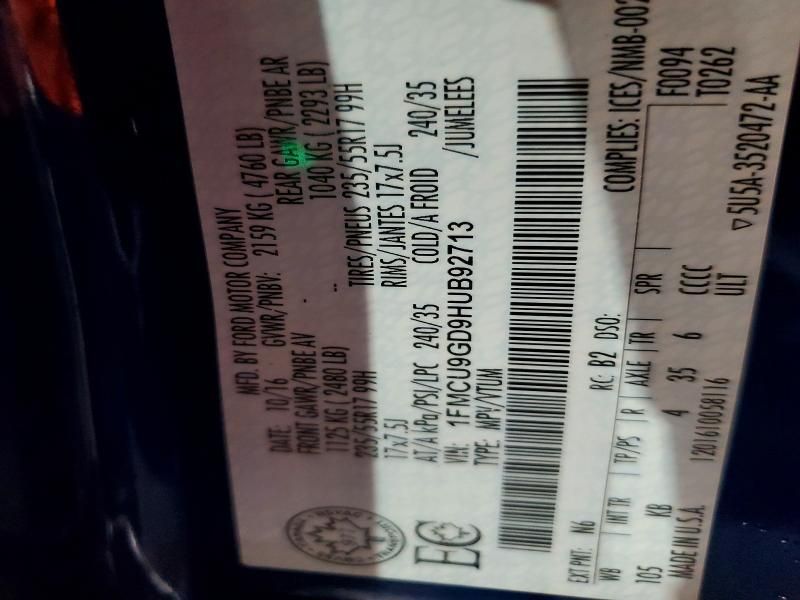 MFD. BY FORD MOTOR COMPANY
DATE: 10/16 GVWR/PNBV: 2159 KG ( 4760 LB)
FRONT GAWR/PNBE AV REAR GAWR/PNBE AR
1125 KG ( 2480 LB) 1040 KG ( 2293 LB)
235/55R17 99H TIRES/PNEUS 235/55R17 99H
17x7.5J RIMS/JANTES 17x7.5J
AT/A kPa/PSI/LPC 240/35 COLD/A FROID 240/35
VIN: 1FMCU9GD9HUB92713 /JUMELEES
TYPE: MPV/VTUM
EC
EXT PNT: N6 RC: B2 DSO: COMPLIES: ICES/NMB-002
WB INT TR TP/PS R AXLE TR SPR F0094
T0262
105 KB 4 35 6 CCCC
MADE IN U.S.A. 1201610058116 ULT ▽5U5A-3520472-AA